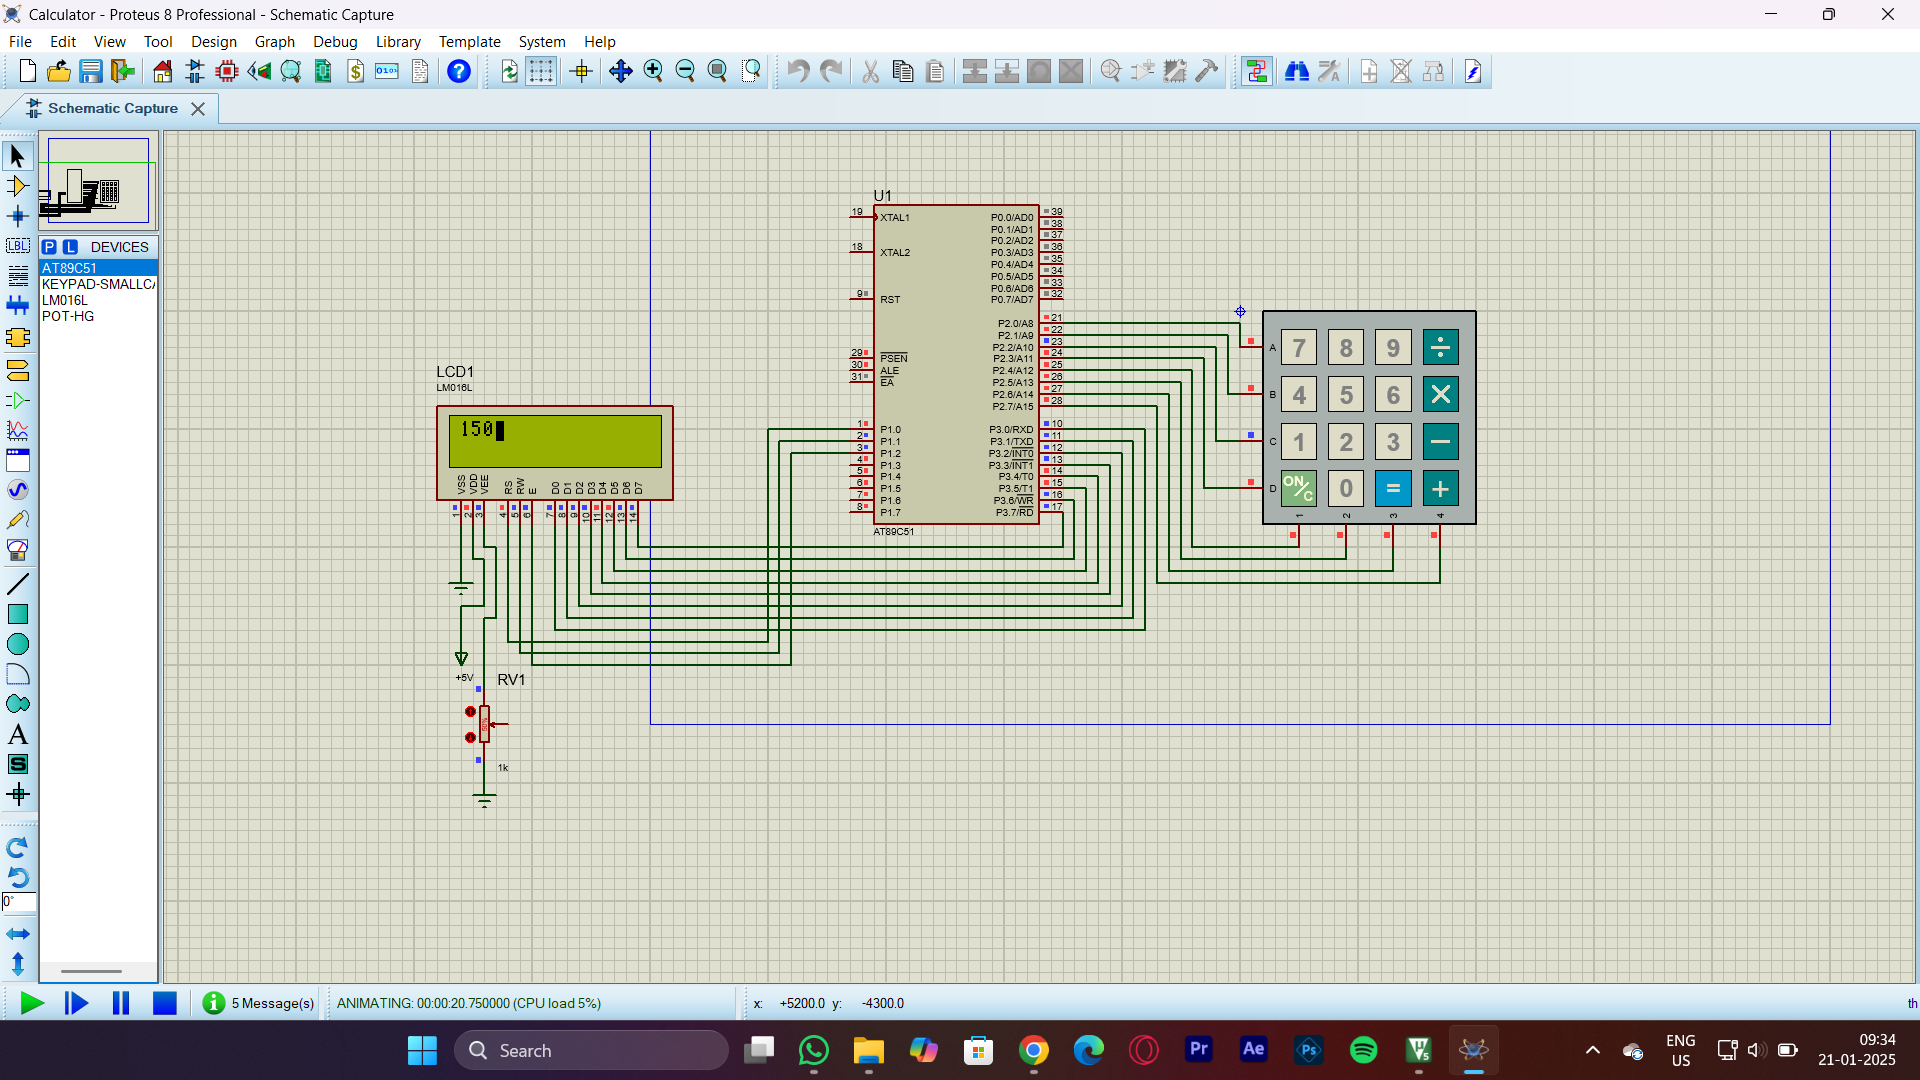 Calculator - Proteus 8 Professional - Schematic Capture
File Edit View Tool Design Graph Debug Library Template System Help
Schematic Capture
P L DEVICES
AT89C51
KEYPAD-SMALLCA
LM016L
POT-HG
LBL
A
S
0°
U1
19 XTAL1
18 XTAL2
9 RST
29 PSEN
30 ALE
31 EA
1 P1.0
2 P1.1
3 P1.2
4 P1.3
5 P1.4
6 P1.5
7 P1.6
8 P1.7
P0.0/AD0 39
P0.1/AD1 38
P0.2/AD2 37
P0.3/AD3 36
P0.4/AD4 35
P0.5/AD5 34
P0.6/AD6 33
P0.7/AD7 32
P2.0/A8 21
P2.1/A9 22
P2.2/A10 23
P2.3/A11 24
P2.4/A12 25
P2.5/A13 26
P2.6/A14 27
P2.7/A15 28
P3.0/RXD 10
P3.1/TXD 11
P3.2/INT0 12
P3.3/INT1 13
P3.4/T0 14
P3.5/T1 15
P3.6/WR 16
P3.7/RD 17
AT89C51
LCD1
LM016L
150
VSS VDD VEE RS RW E D0 D1 D2 D3 D4 D5 D6 D7
1 2 3 4 5 6 7 8 9 10 11 12 13 14
+5V
RV1
1k
A 7 8 9 ÷
B 4 5 6 ×
C 1 2 3 −
D ON/C 0 = +
1 2 3 4
5 Message(s) ANIMATING: 00:00:20.750000 (CPU load 5%) x: +5200.0 y: -4300.0 th
Search
Pr Ae Ps
ENG
US
09:34
21-01-2025